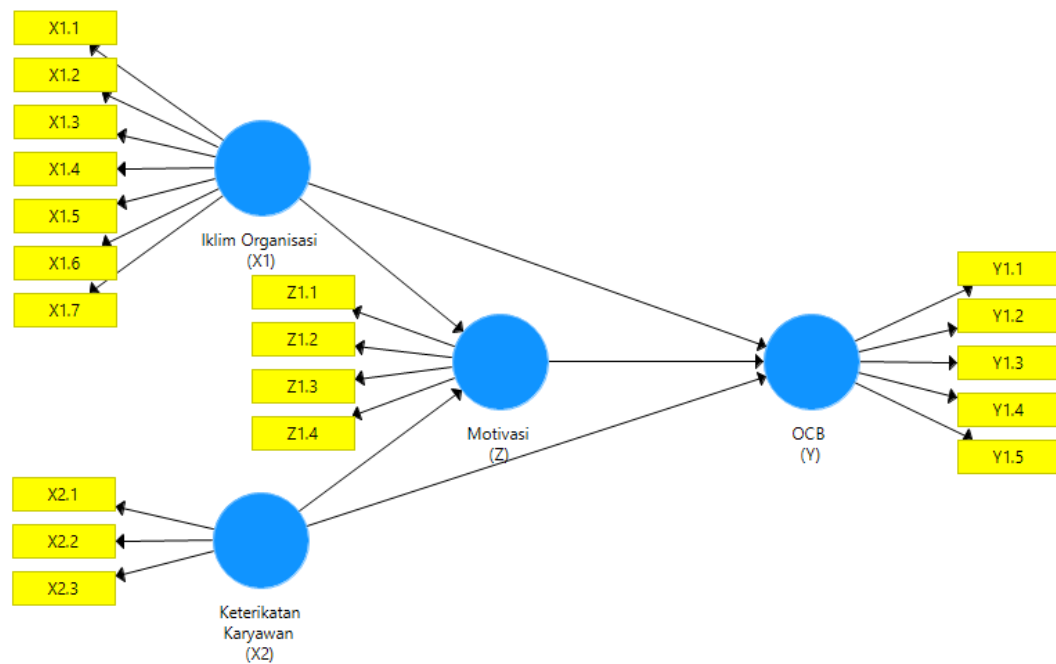 X1.1
X1.2
X1.3
X1.4
X1.5
X1.6
X1.7
Iklim Organisasi
(X1)
Z1.1
Z1.2
Z1.3
Z1.4
Motivasi
(Z)
Y1.1
Y1.2
Y1.3
Y1.4
Y1.5
OCB
(Y)
X2.1
X2.2
X2.3
Keterikatan
Karyawan
(X2)